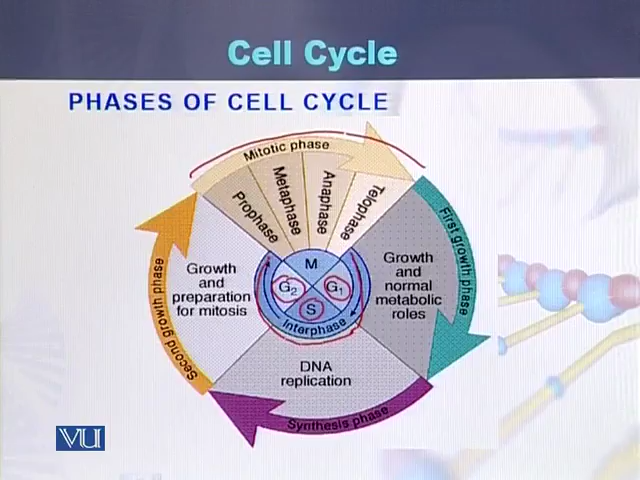 Cell Cycle
PHASES OF CELL CYCLE
Mitotic phase
Prophase
Metaphase
Anaphase
Telophase
First growth phase
Growth
and
normal
metabolic
roles
Growth
and
preparation
for mitosis
Second growth phase
M
G2
G1
S
Interphase
DNA
replication
Synthesis phase
VU